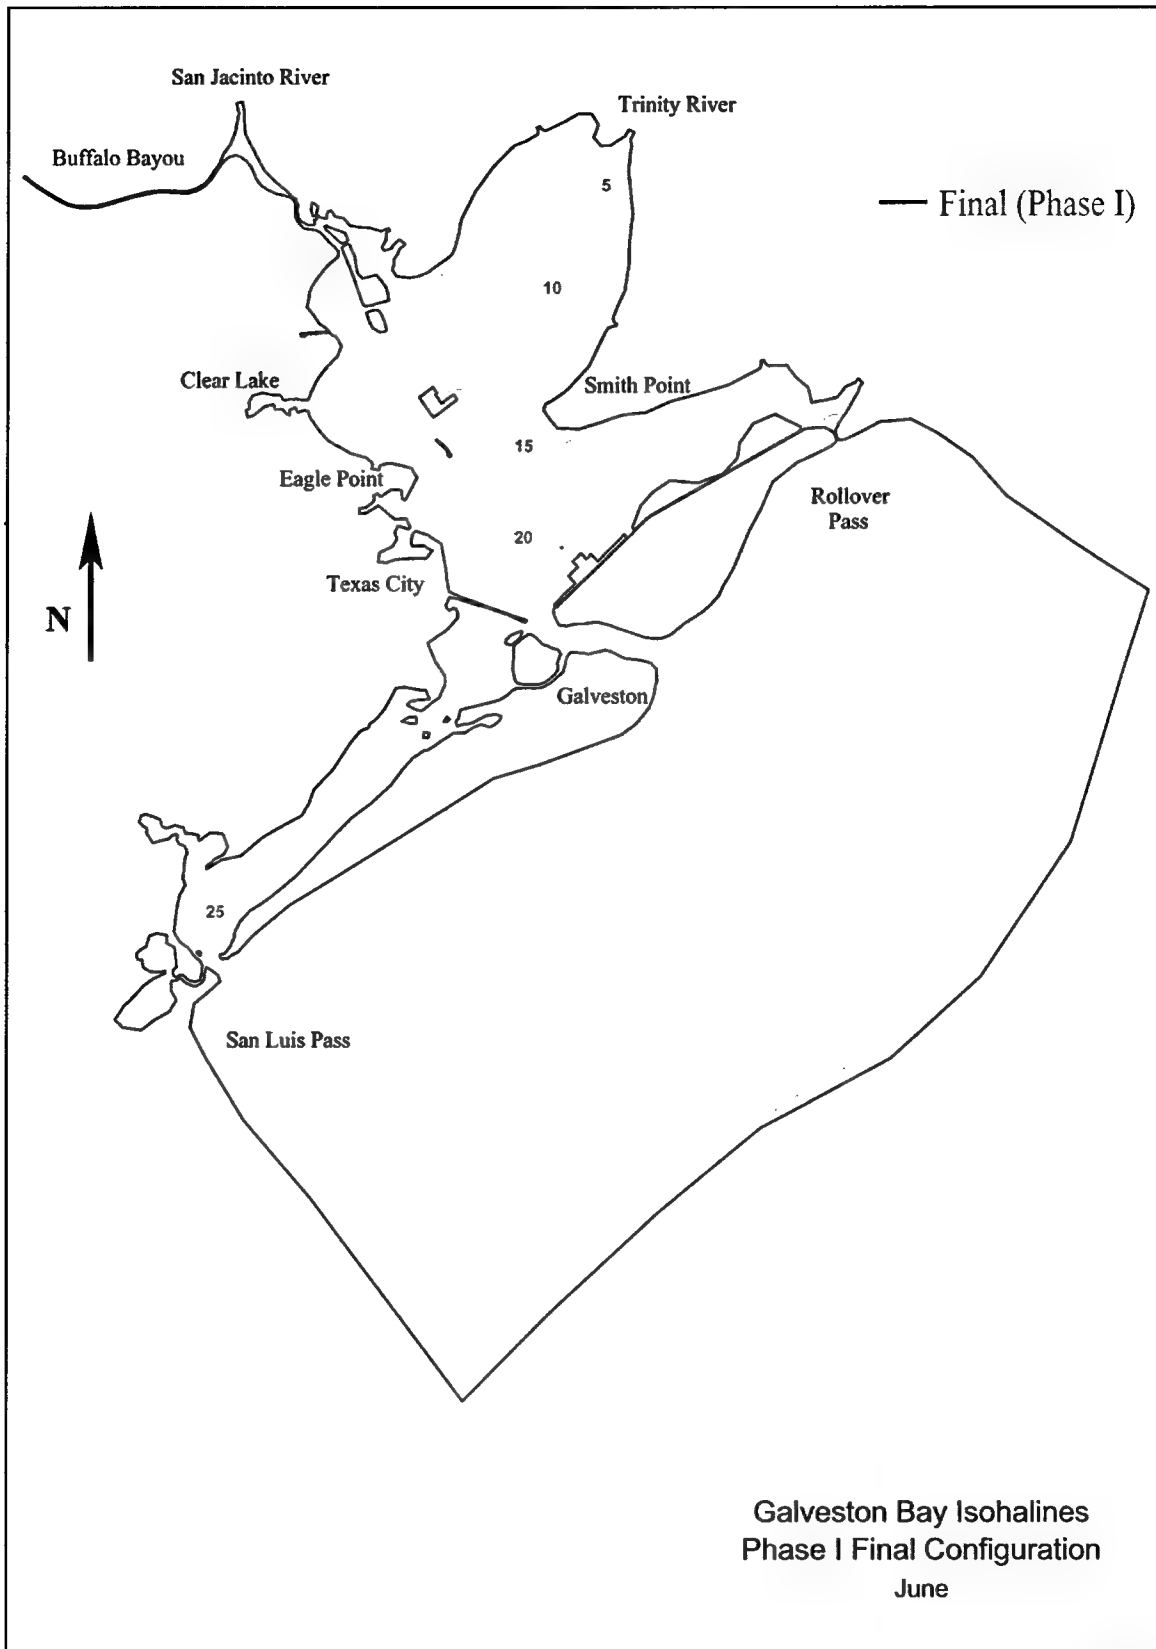 San Jacinto River
Trinity River
Buffalo Bayou
5
Final (Phase I)
10
Clear Lake
Smith Point
15
Eagle Point
Rollover
Pass
20
Texas City
N
Galveston
25
San Luis Pass
Galveston Bay Isohalines
Phase I Final Configuration
June